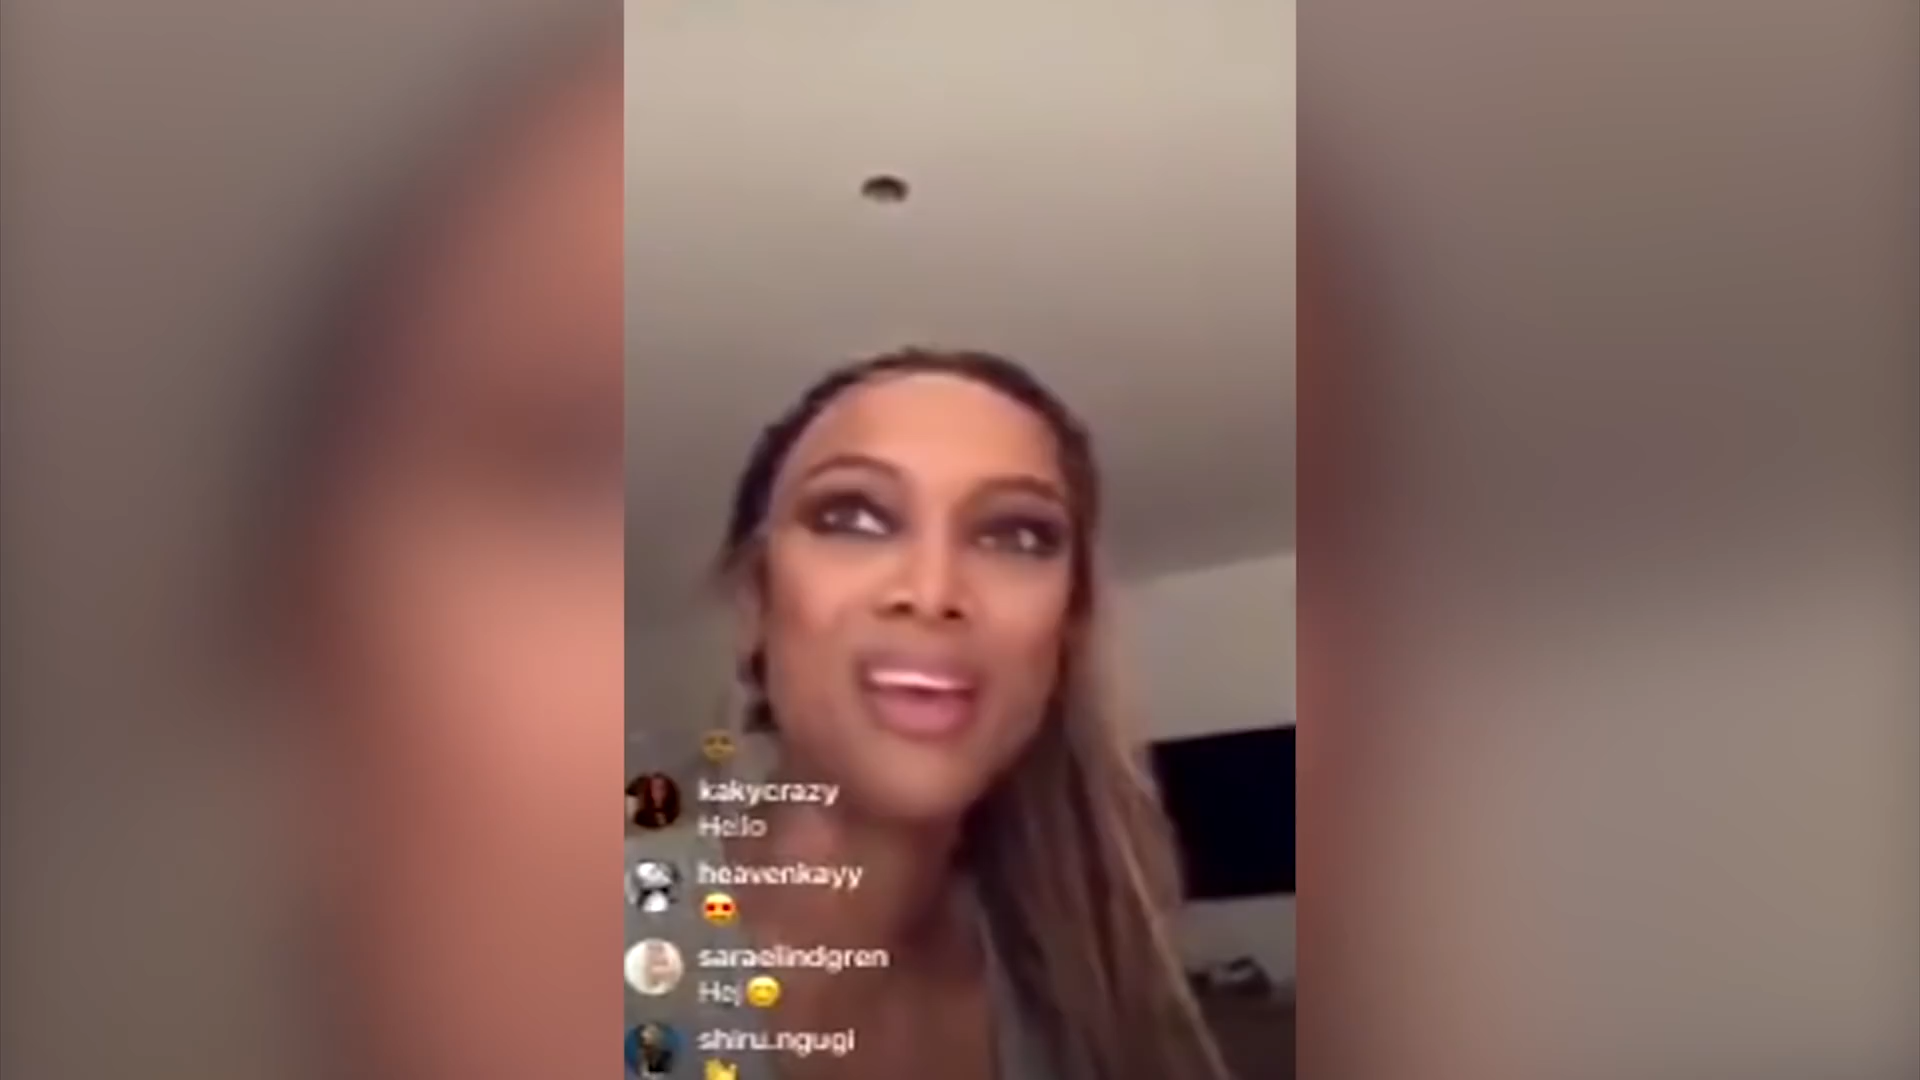 kakycrazy
Hello
heavenkayy
😍
saraelindgren
Hej😊
shiru.ngugi